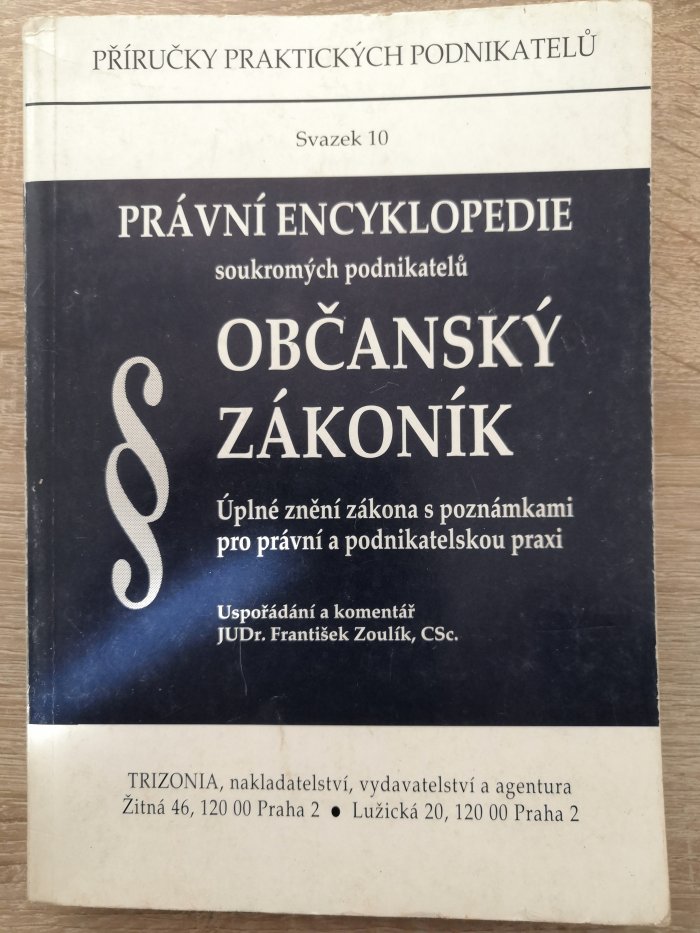 PŘÍRUČKY PRAKTICKÝCH PODNIKATELŮ
Svazek 10
PRÁVNÍ ENCYKLOPEDIE
soukromých podnikatelů
§
OBČANSKÝ
ZÁKONÍK
Úplné znění zákona s poznámkami
pro právní a podnikatelskou praxi
Uspořádání a komentář
JUDr. František Zoulík, CSc.
TRIZONIA, nakladatelství, vydavatelství a agentura
Žitná 46, 120 00 Praha 2 ● Lužická 20, 120 00 Praha 2